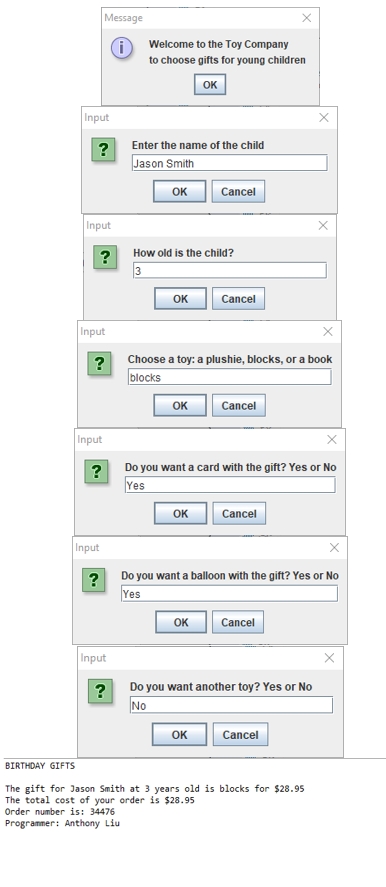 Message
Welcome to the Toy Company
to choose gifts for young children
OK
Input
Enter the name of the child
Jason Smith
OK Cancel
Input
How old is the child?
3
OK Cancel
Input
Choose a toy: a plushie, blocks, or a book
blocks
OK Cancel
Input
Do you want a card with the gift? Yes or No
Yes
OK Cancel
Input
Do you want a balloon with the gift? Yes or No
Yes
OK Cancel
Input
Do you want another toy? Yes or No
No
OK Cancel
BIRTHDAY GIFTS
The gift for Jason Smith at 3 years old is blocks for $28.95
The total cost of your order is $28.95
Order number is: 34476
Programmer: Anthony Liu